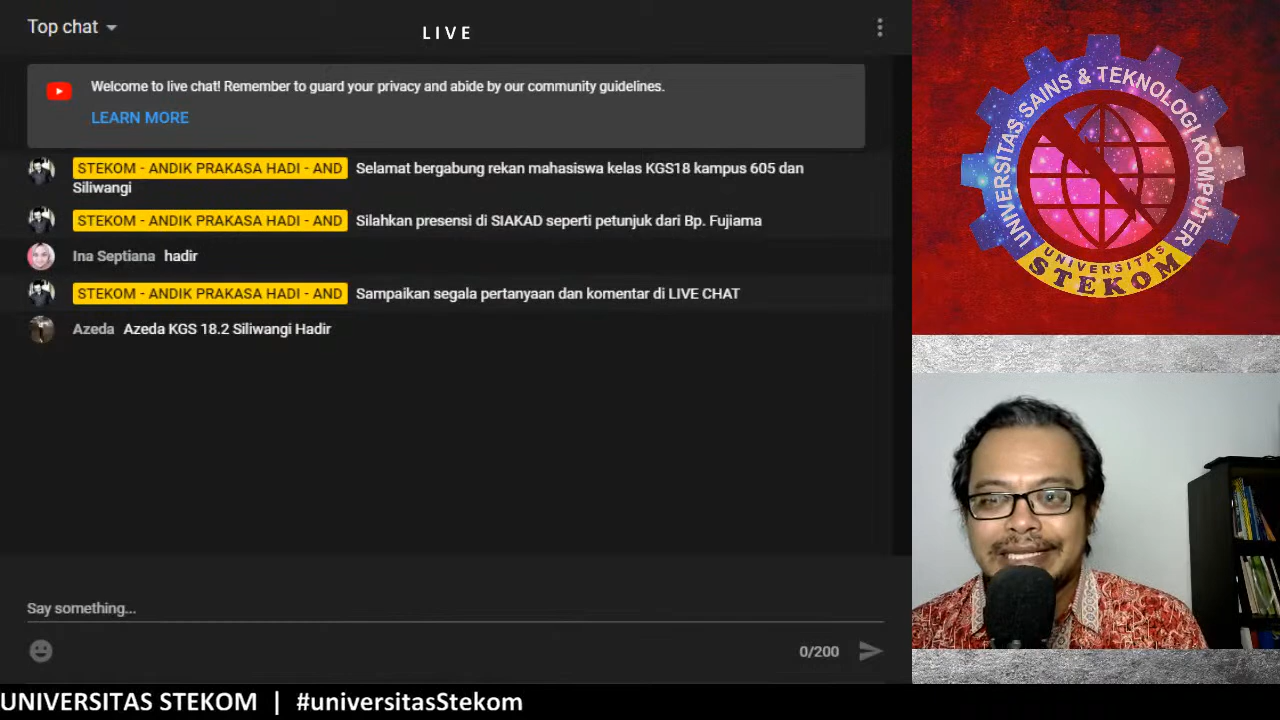 Top chat
LIVE
Welcome to live chat! Remember to guard your privacy and abide by our community guidelines.
LEARN MORE
STEKOM - ANDIK PRAKASA HADI - AND Selamat bergabung rekan mahasiswa kelas KGS18 kampus 605 dan
Siliwangi
STEKOM - ANDIK PRAKASA HADI - AND Silahkan presensi di SIAKAD seperti petunjuk dari Bp. Fujiama
Ina Septiana hadir
STEKOM - ANDIK PRAKASA HADI - AND Sampaikan segala pertanyaan dan komentar di LIVE CHAT
Azeda Azeda KGS 18.2 Siliwangi Hadir
Say something...
0/200
UNIVERSITAS SAINS & TEKNOLOGI KOMPUTER
UNIVERSITAS
STEKOM
UNIVERSITAS STEKOM | #universitasStekom